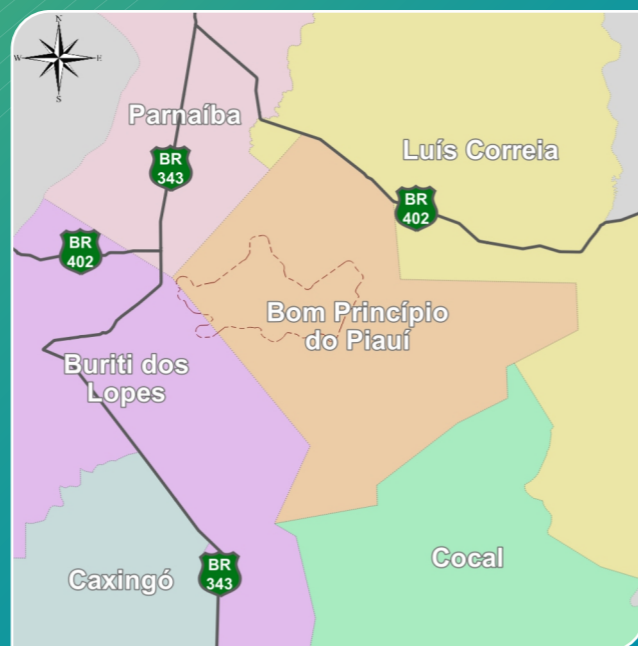 N
W
E
S
Parnaíba
Luís Correia
BR
343
BR
402
BR
402
Bom Princípio
do Piauí
Buriti dos
Lopes
Cocal
Caxingó
BR
343